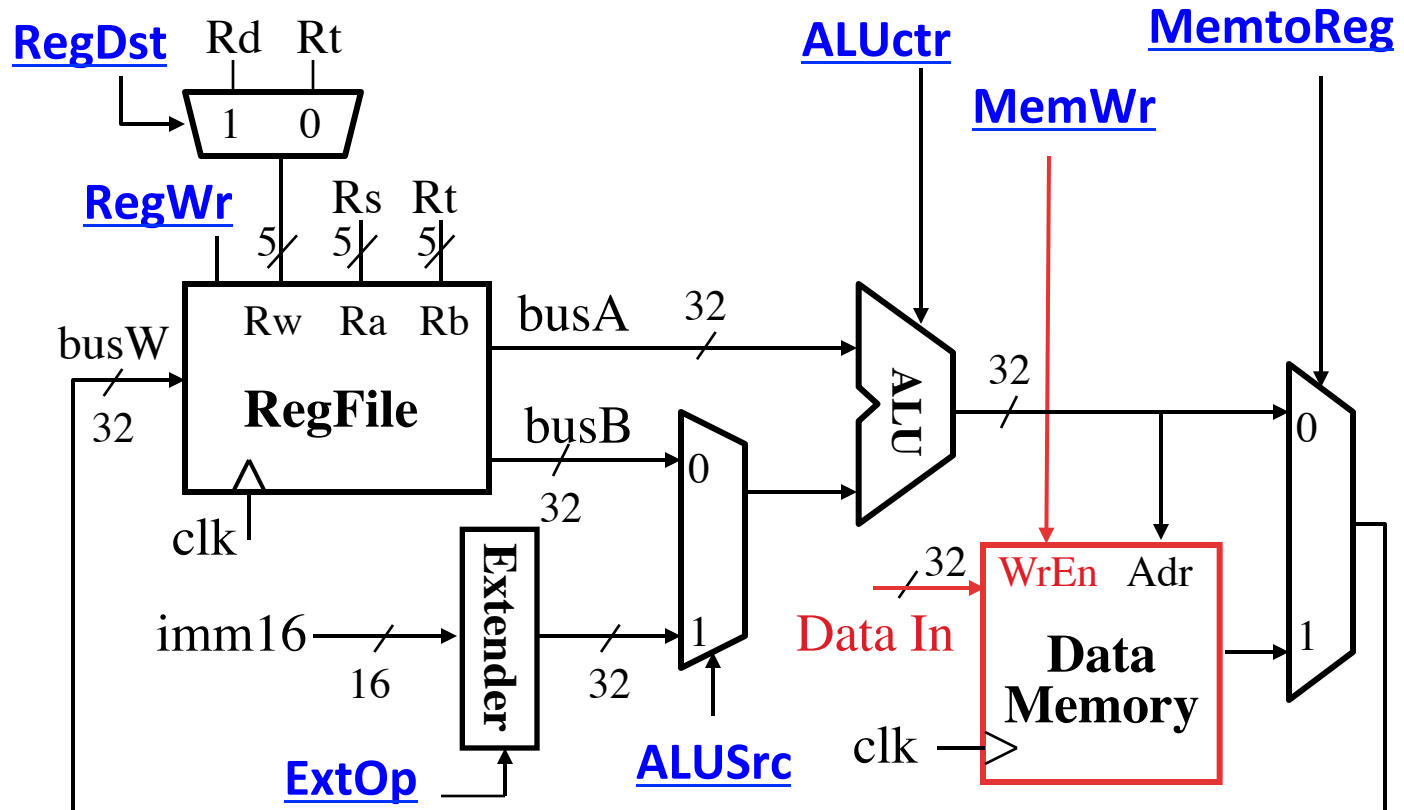 RegDst
Rd Rt
ALUctr
MemtoReg
MemWr
1 0
RegWr
Rs Rt
5 5 5
Rw Ra Rb
busA
32
busW
32
RegFile
ALU
32
busB
32
0
0
clk
Extender
32
WrEn Adr
imm16
16
32
1
Data In
Data
Memory
1
clk
ExtOp
ALUSrc